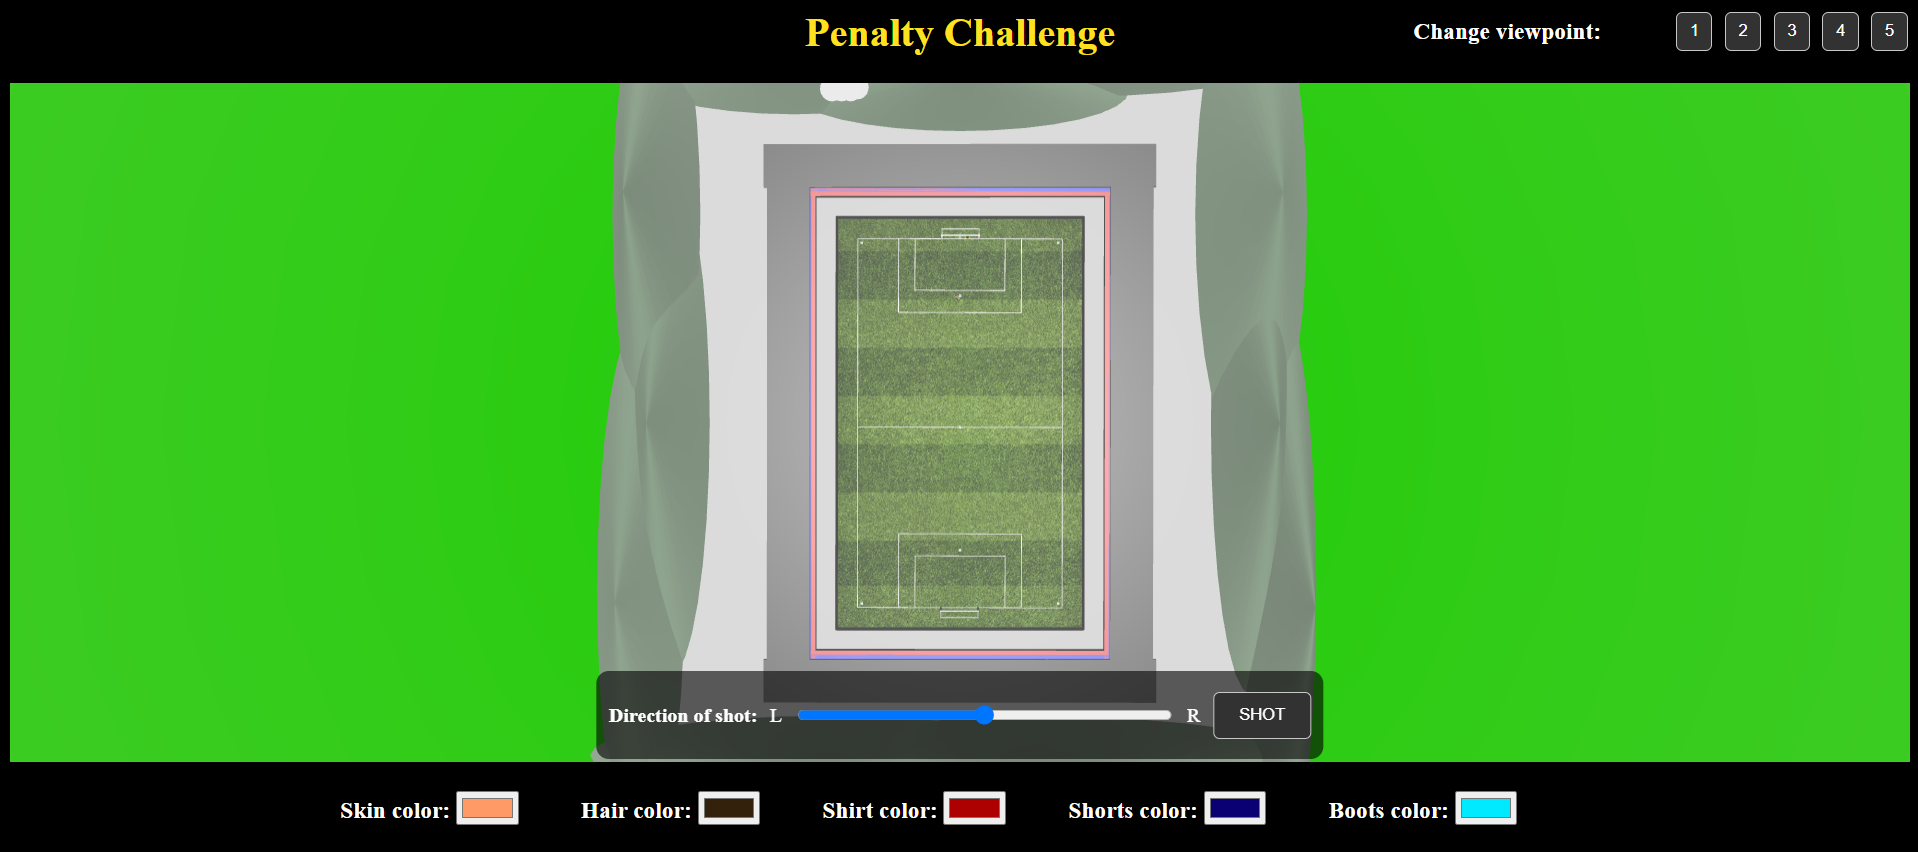 Penalty Challenge
Change viewpoint: 1 2 3 4 5
Direction of shot: L R SHOT
Skin color: Hair color: Shirt color: Shorts color: Boots color: